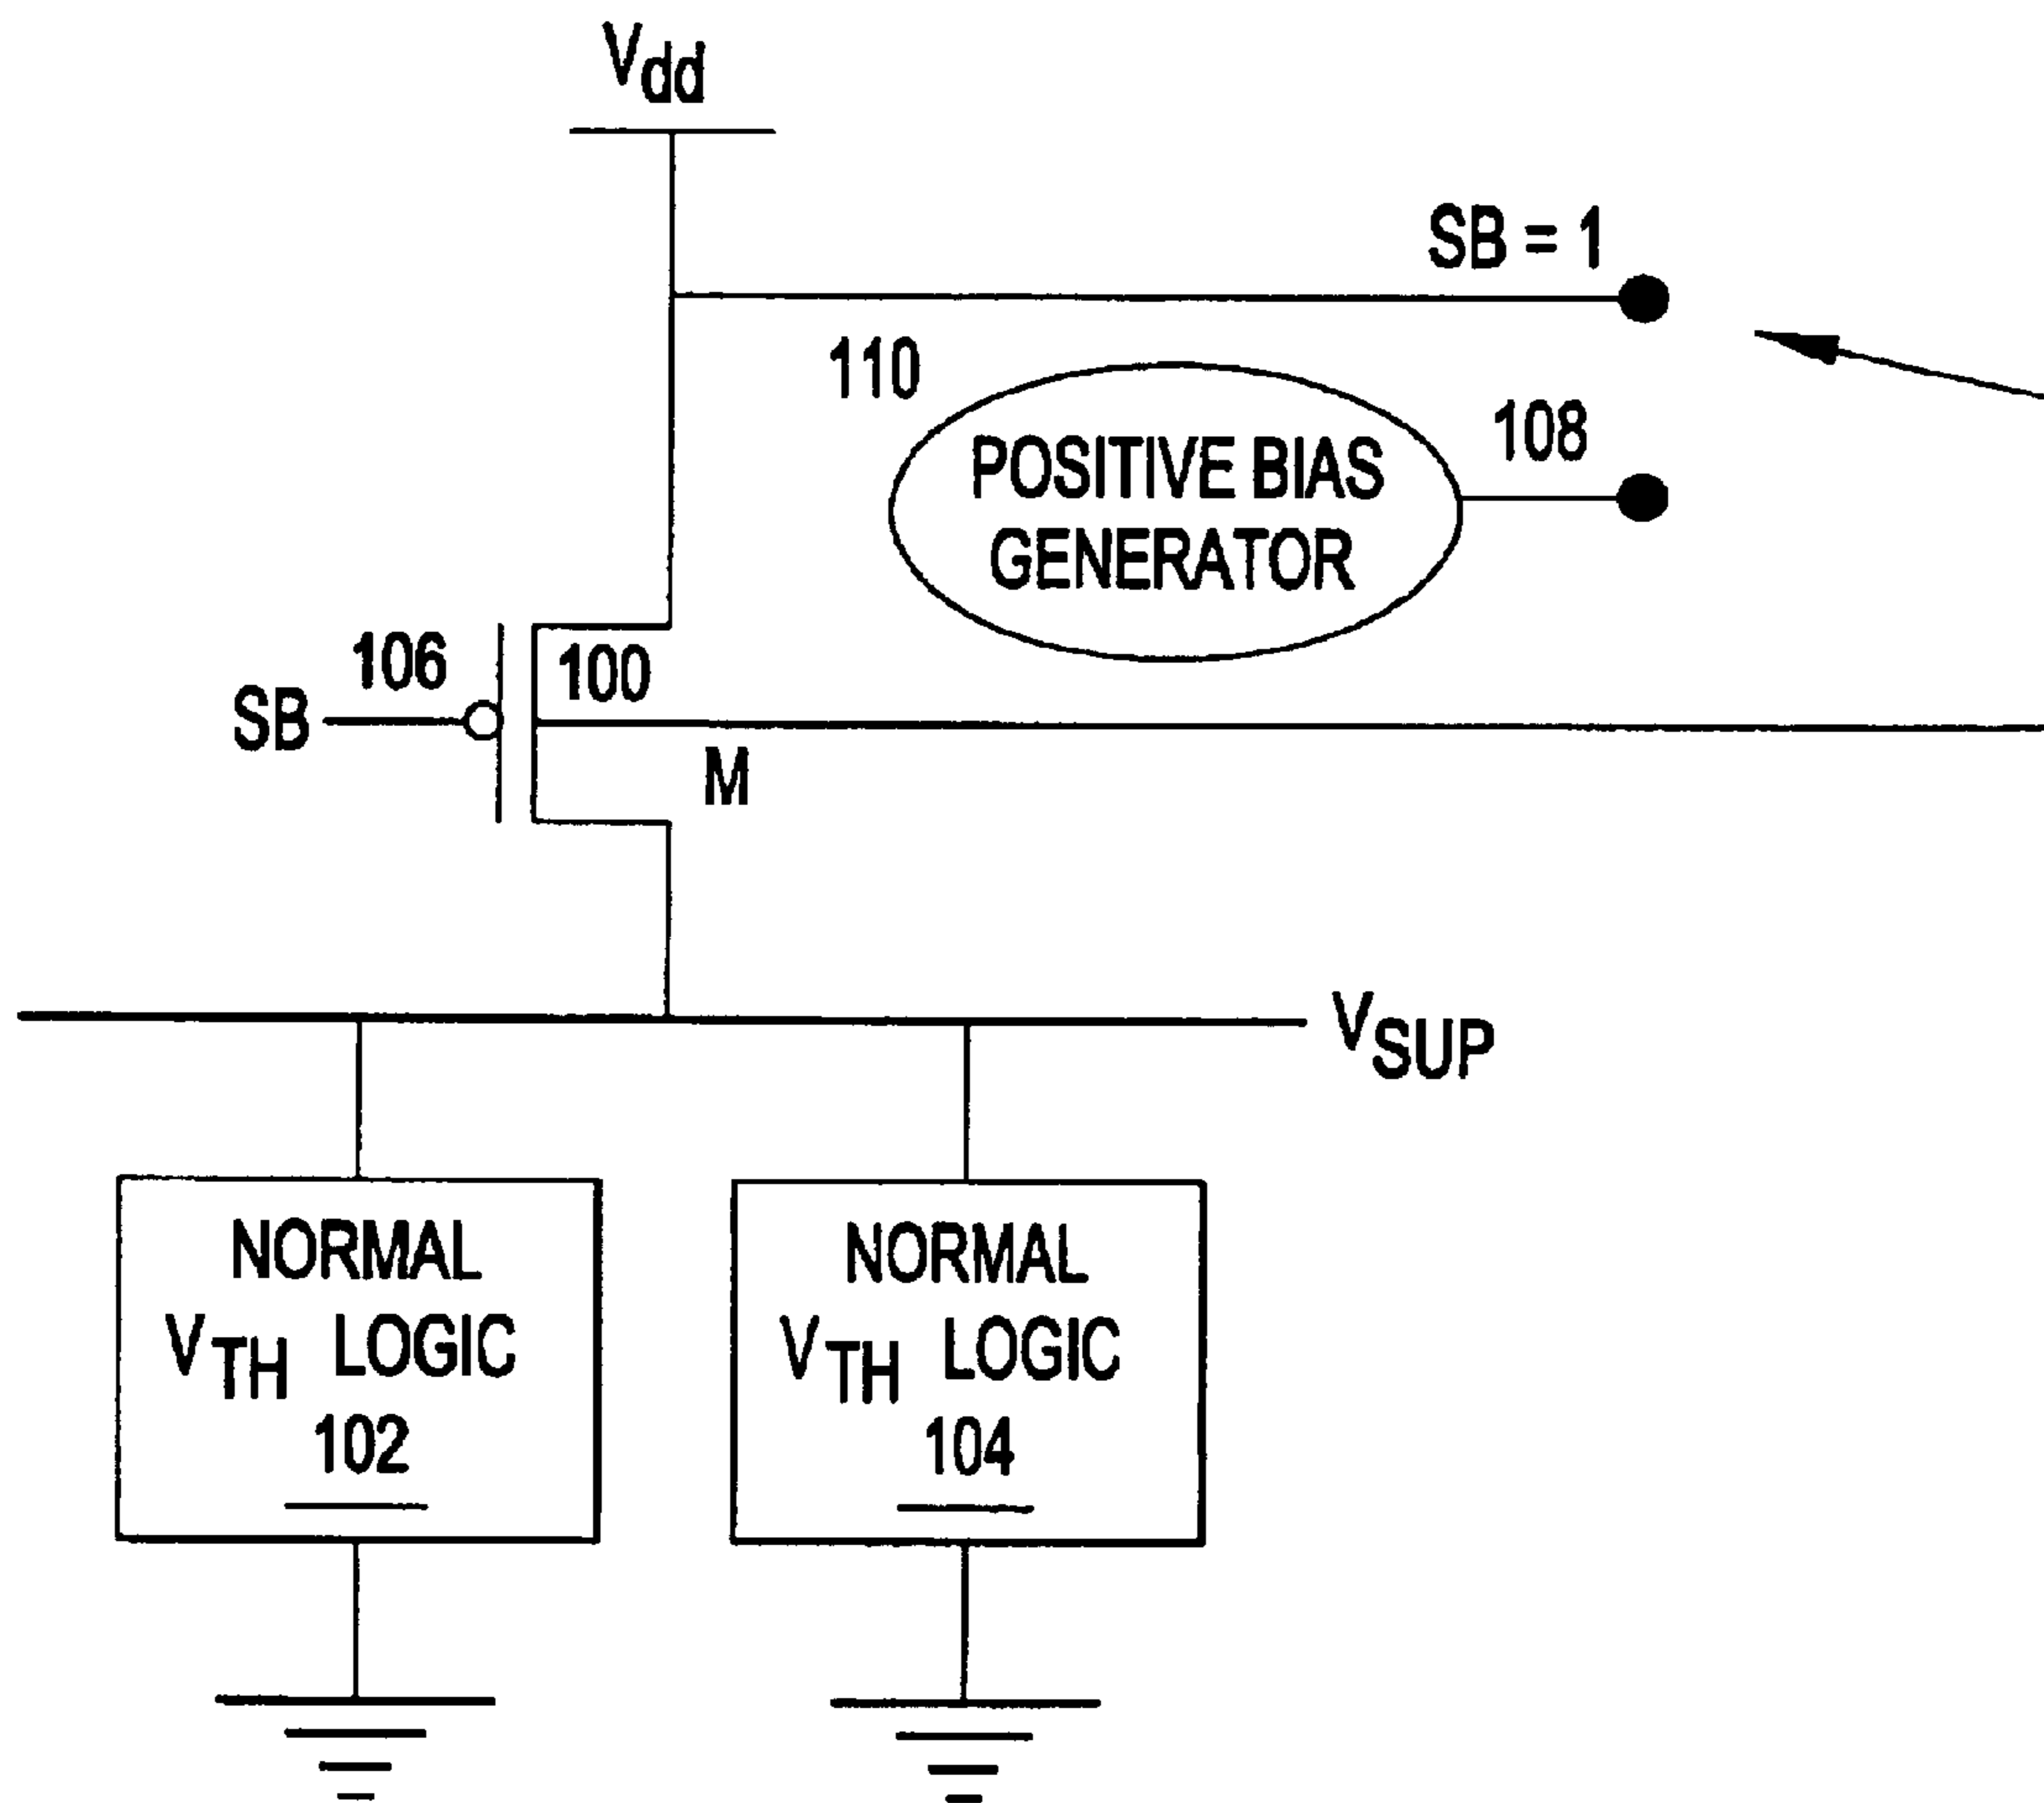 Vdd
SB = 1
110
108
POSITIVE BIAS
GENERATOR
106
100
SB
M
VSUP
NORMAL
VTH LOGIC
102
NORMAL
VTH LOGIC
104